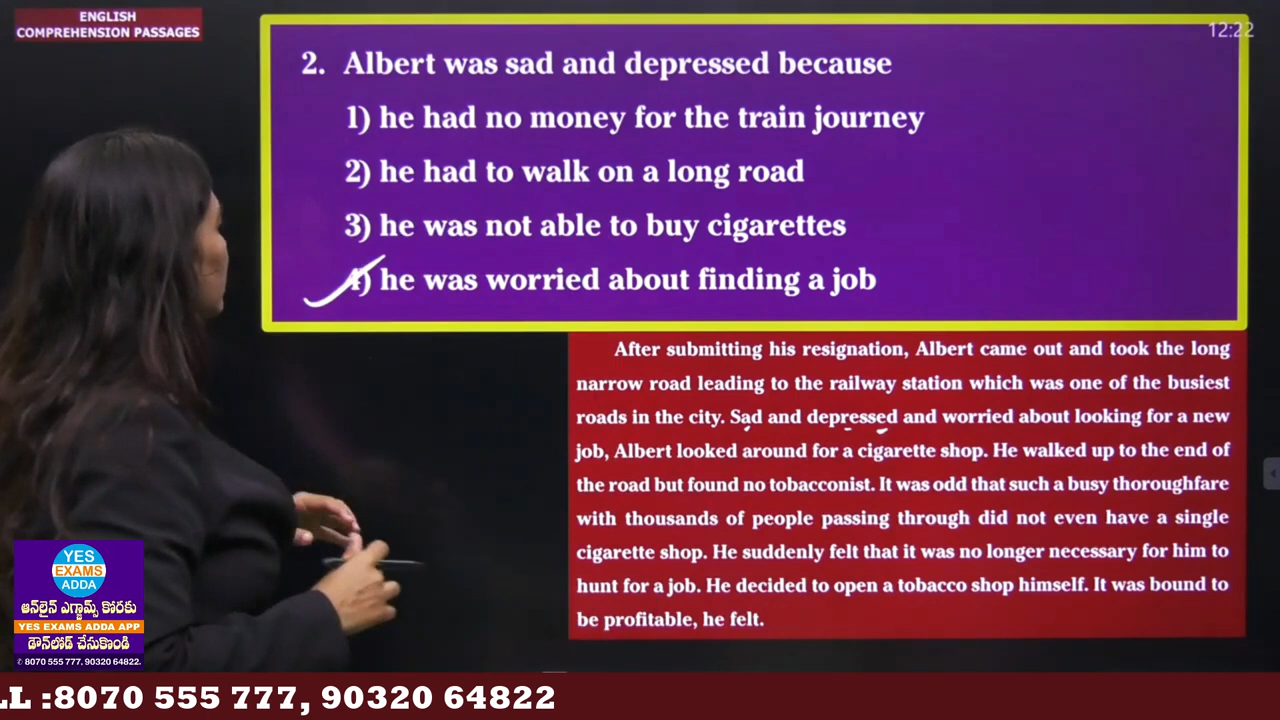 ENGLISH
COMPREHENSION PASSAGES
12:22
2. Albert was sad and depressed because
1) he had no money for the train journey
2) he had to walk on a long road
3) he was not able to buy cigarettes
4) he was worried about finding a job
After submitting his resignation, Albert came out and took the long
narrow road leading to the railway station which was one of the busiest
roads in the city. Sad and depressed and worried about looking for a new
job, Albert looked around for a cigarette shop. He walked up to the end of
the road but found no tobacconist. It was odd that such a busy thoroughfare
with thousands of people passing through did not even have a single
cigarette shop. He suddenly felt that it was no longer necessary for him to
hunt for a job. He decided to open a tobacco shop himself. It was bound to
be profitable, he felt.
YES
EXAMS
ADDA
ఆన్‌లైన్ ఎగ్జామ్స్ కొరకు
YES EXAMS ADDA APP
డౌన్‌లోడ్ చేసుకొండి
✆ 8070 555 777, 90320 64822.
LL :8070 555 777, 90320 64822